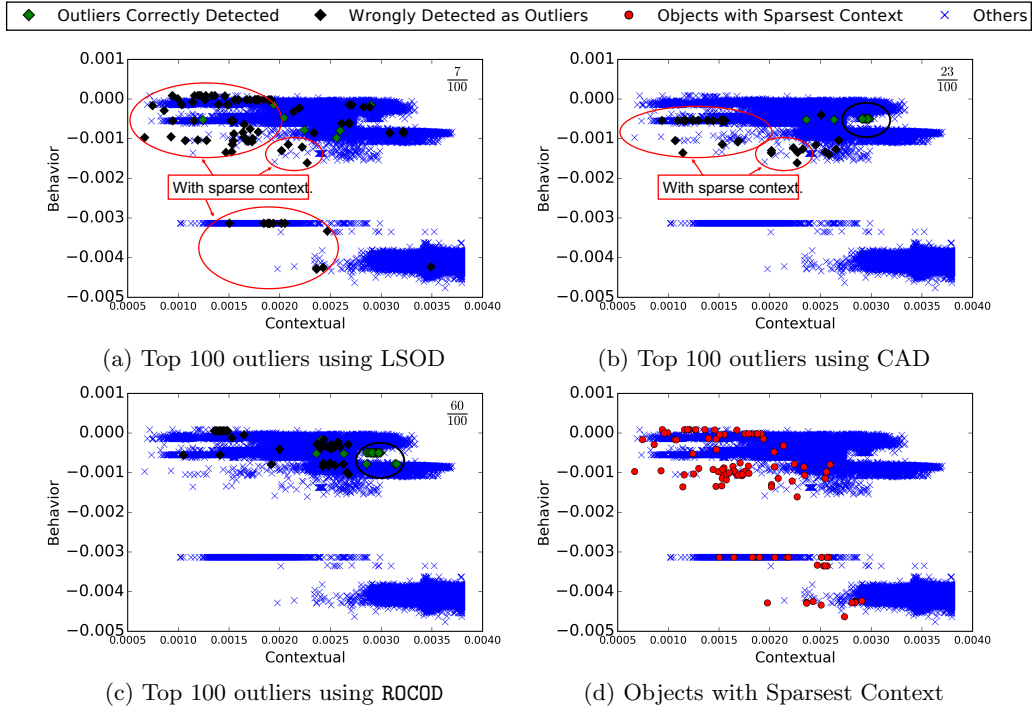 Outliers Correctly Detected Wrongly Detected as Outliers Objects with Sparsest Context Others
0.001
0.000
−0.001
−0.002
−0.003
−0.004
−0.005
Behavior
7/100
With sparse context.
0.0005 0.0010 0.0015 0.0020 0.0025 0.0030 0.0035 0.0040
Contextual
(a) Top 100 outliers using LSOD
0.001
0.000
−0.001
−0.002
−0.003
−0.004
−0.005
Behavior
23/100
With sparse context.
0.0005 0.0010 0.0015 0.0020 0.0025 0.0030 0.0035 0.0040
Contextual
(b) Top 100 outliers using CAD
0.001
0.000
−0.001
−0.002
−0.003
−0.004
−0.005
Behavior
60/100
0.0005 0.0010 0.0015 0.0020 0.0025 0.0030 0.0035 0.0040
Contextual
(c) Top 100 outliers using ROCOD
0.001
0.000
−0.001
−0.002
−0.003
−0.004
−0.005
Behavior
0.0005 0.0010 0.0015 0.0020 0.0025 0.0030 0.0035 0.0040
Contextual
(d) Objects with Sparsest Context